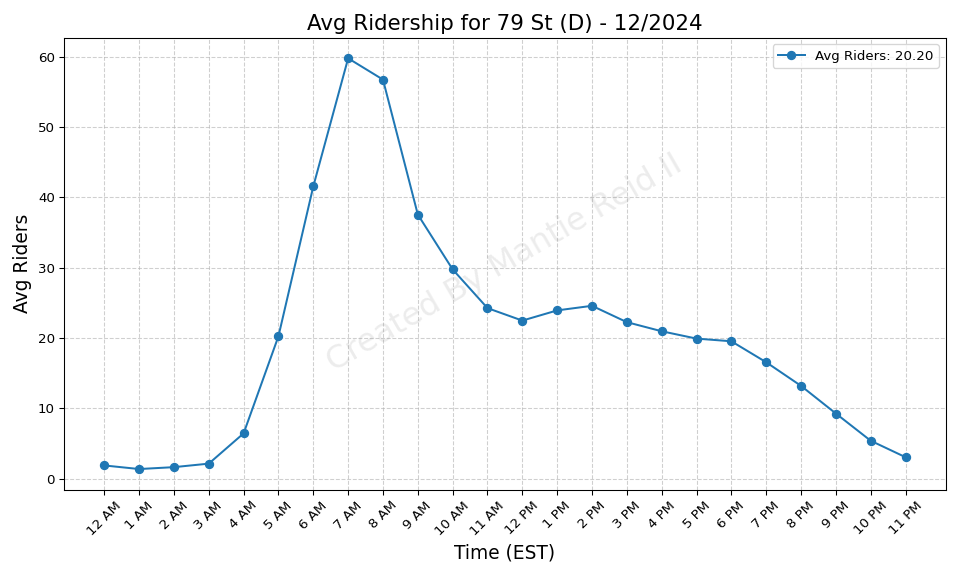 Avg Ridership for 79 St (D) - 12/2024
Avg Riders: 20.20
60
50
40
30
20
10
0
Avg Riders
Created By Mantie Reid II
12 AM
1 AM
2 AM
3 AM
4 AM
5 AM
6 AM
7 AM
8 AM
9 AM
10 AM
11 AM
12 PM
1 PM
2 PM
3 PM
4 PM
5 PM
6 PM
7 PM
8 PM
9 PM
10 PM
11 PM
Time (EST)